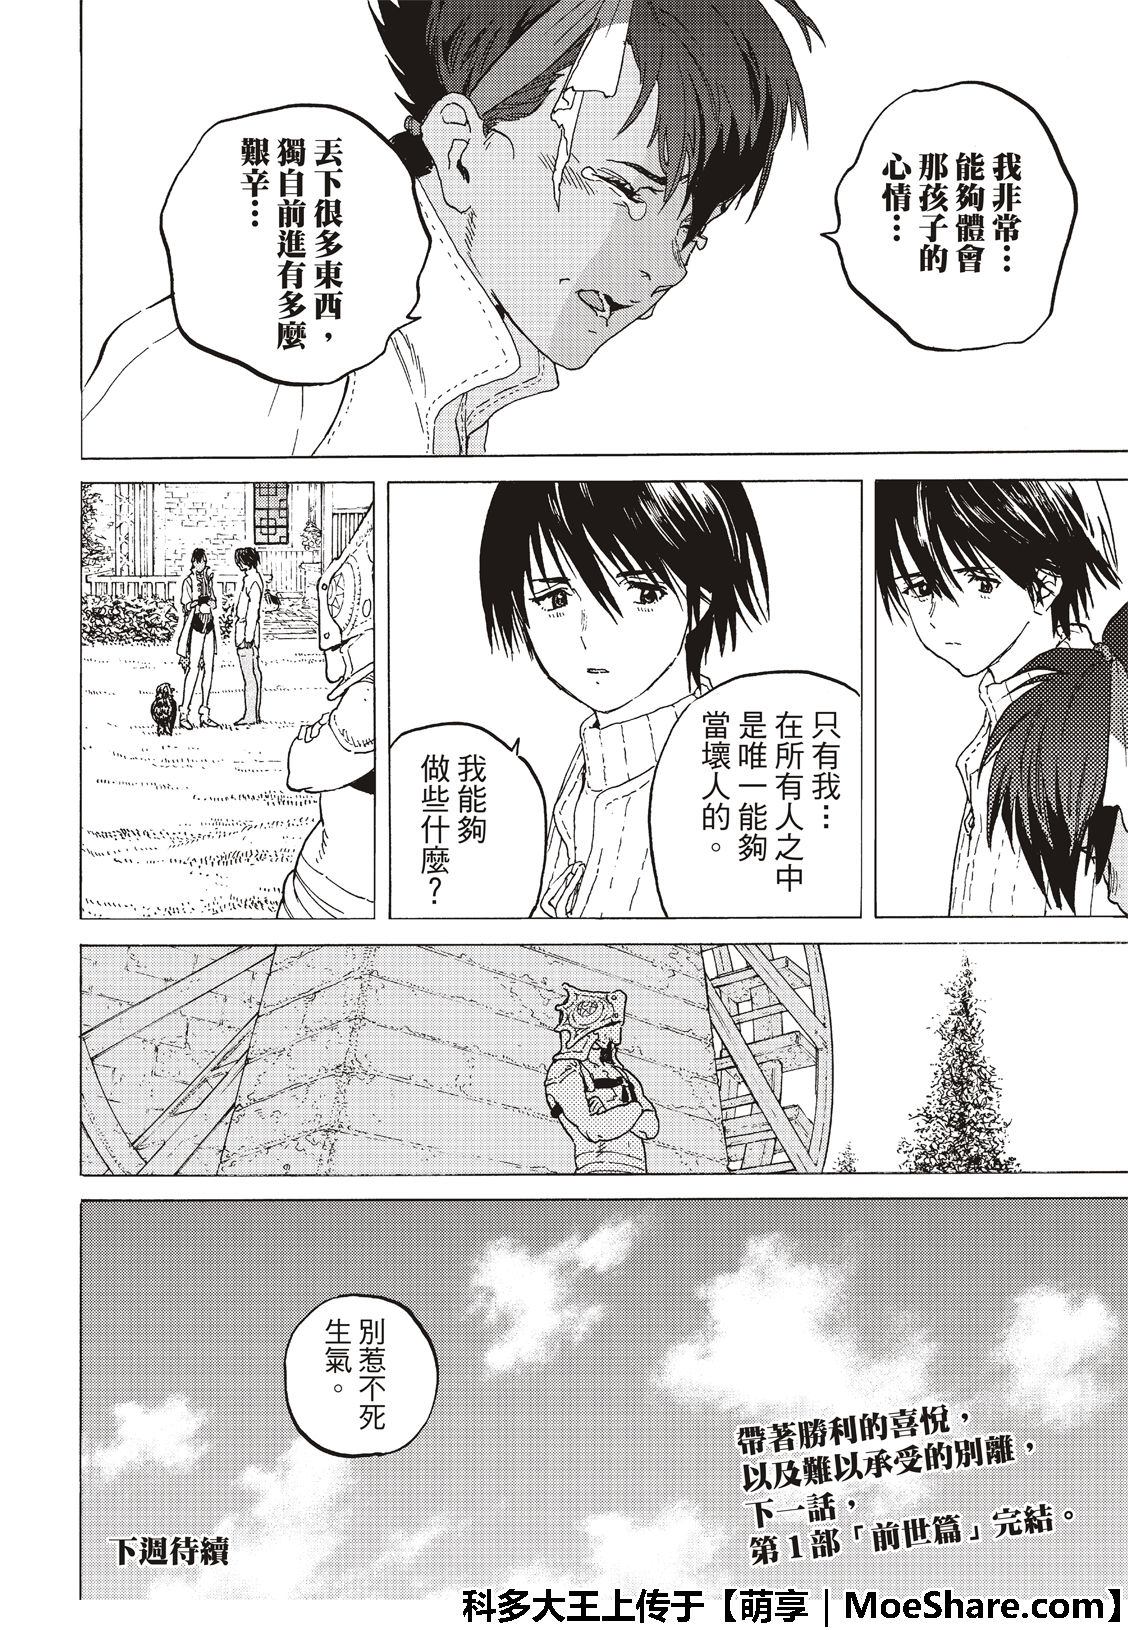 我非常…
能夠體會
那孩子的
心情…
丟下很多東西，
獨自前進有多麼
艱辛…
只有我…
在所有人之中
是唯一能夠
當壞人的。
我能夠
做些什麼？
別惹不死
生氣。
帶著勝利的喜悅，
以及難以承受的別離，
下一話，
第1部「前世篇」完結。
下週待續
科多大王上传于【萌享｜MoeShare.com】